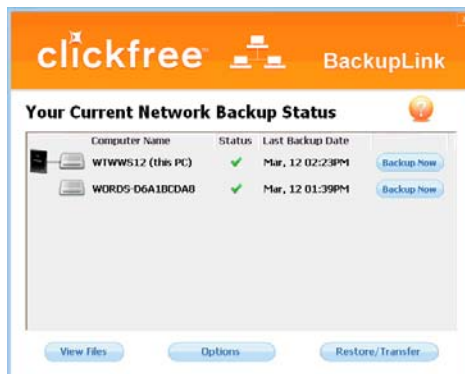 clickfree™
BackupLink
Your Current Network Backup Status
?
Computer Name Status Last Backup Date
WTWWS12 (this PC) Mar, 12 02:23PM Backup Now
WORDS-D6A1BCDA8 Mar, 12 01:39PM Backup Now
View Files Options Restore/Transfer